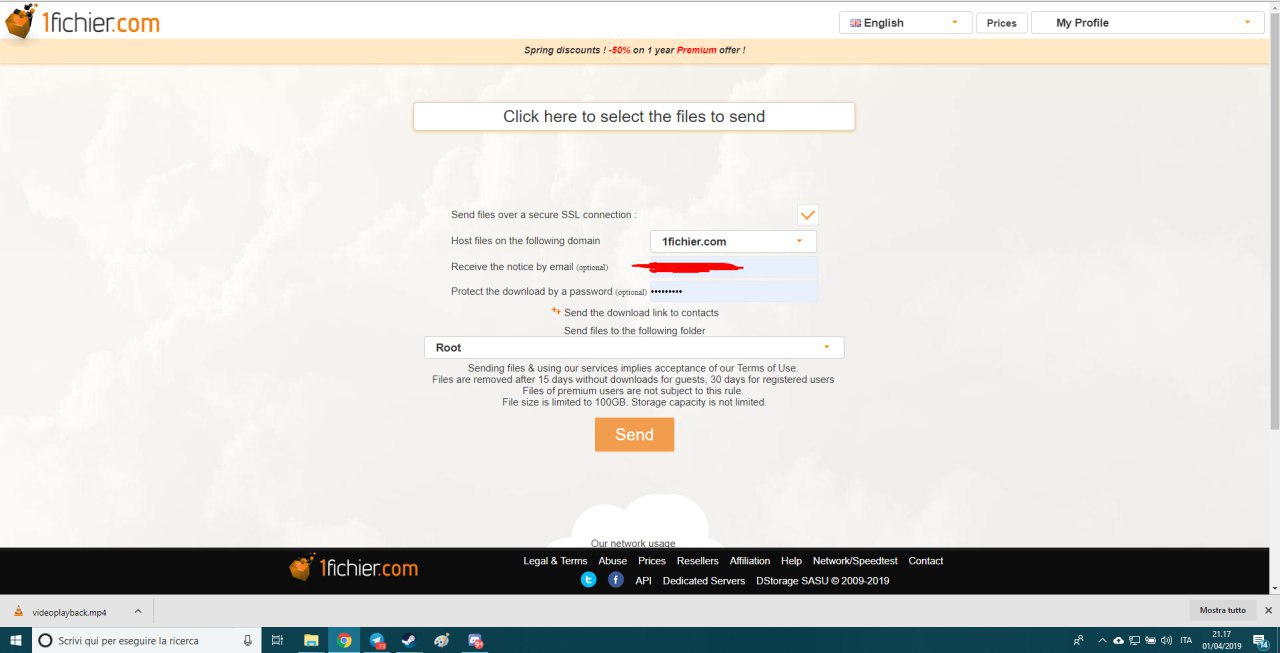 1fichier.com
English
Prices
My Profile
Spring discounts ! -50% on 1 year Premium offer !
Click here to select the files to send
Send files over a secure SSL connection :
Host files on the following domain
1fichier.com
Receive the notice by email (optional)
Protect the download by a password (optional)
•••••••••
Send the download link to contacts
Send files to the following folder
Root
Sending files & using our services implies acceptance of our Terms of Use.
Files are removed after 15 days without downloads for guests, 30 days for registered users
Files of premium users are not subject to this rule.
File size is limited to 100GB. Storage capacity is not limited.
Send
Our network usage
1fichier.com
Legal & Terms Abuse Prices Resellers Affiliation Help Network/Speedtest Contact
API Dedicated Servers DStorage SASU © 2009-2019
videoplayback.mp4
Mostra tutto
Scrivi qui per eseguire la ricerca
ITA
21.17
01/04/2019
14